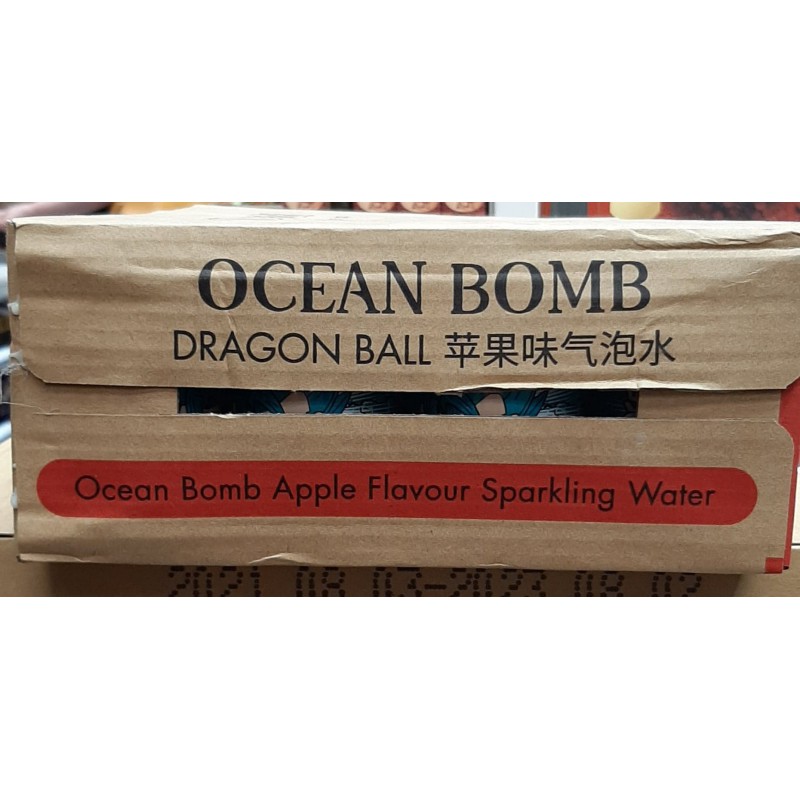 OCEAN BOMB
DRAGON BALL 苹果味气泡水
Ocean Bomb Apple Flavour Sparkling Water
2021 08 03-2023 08 02